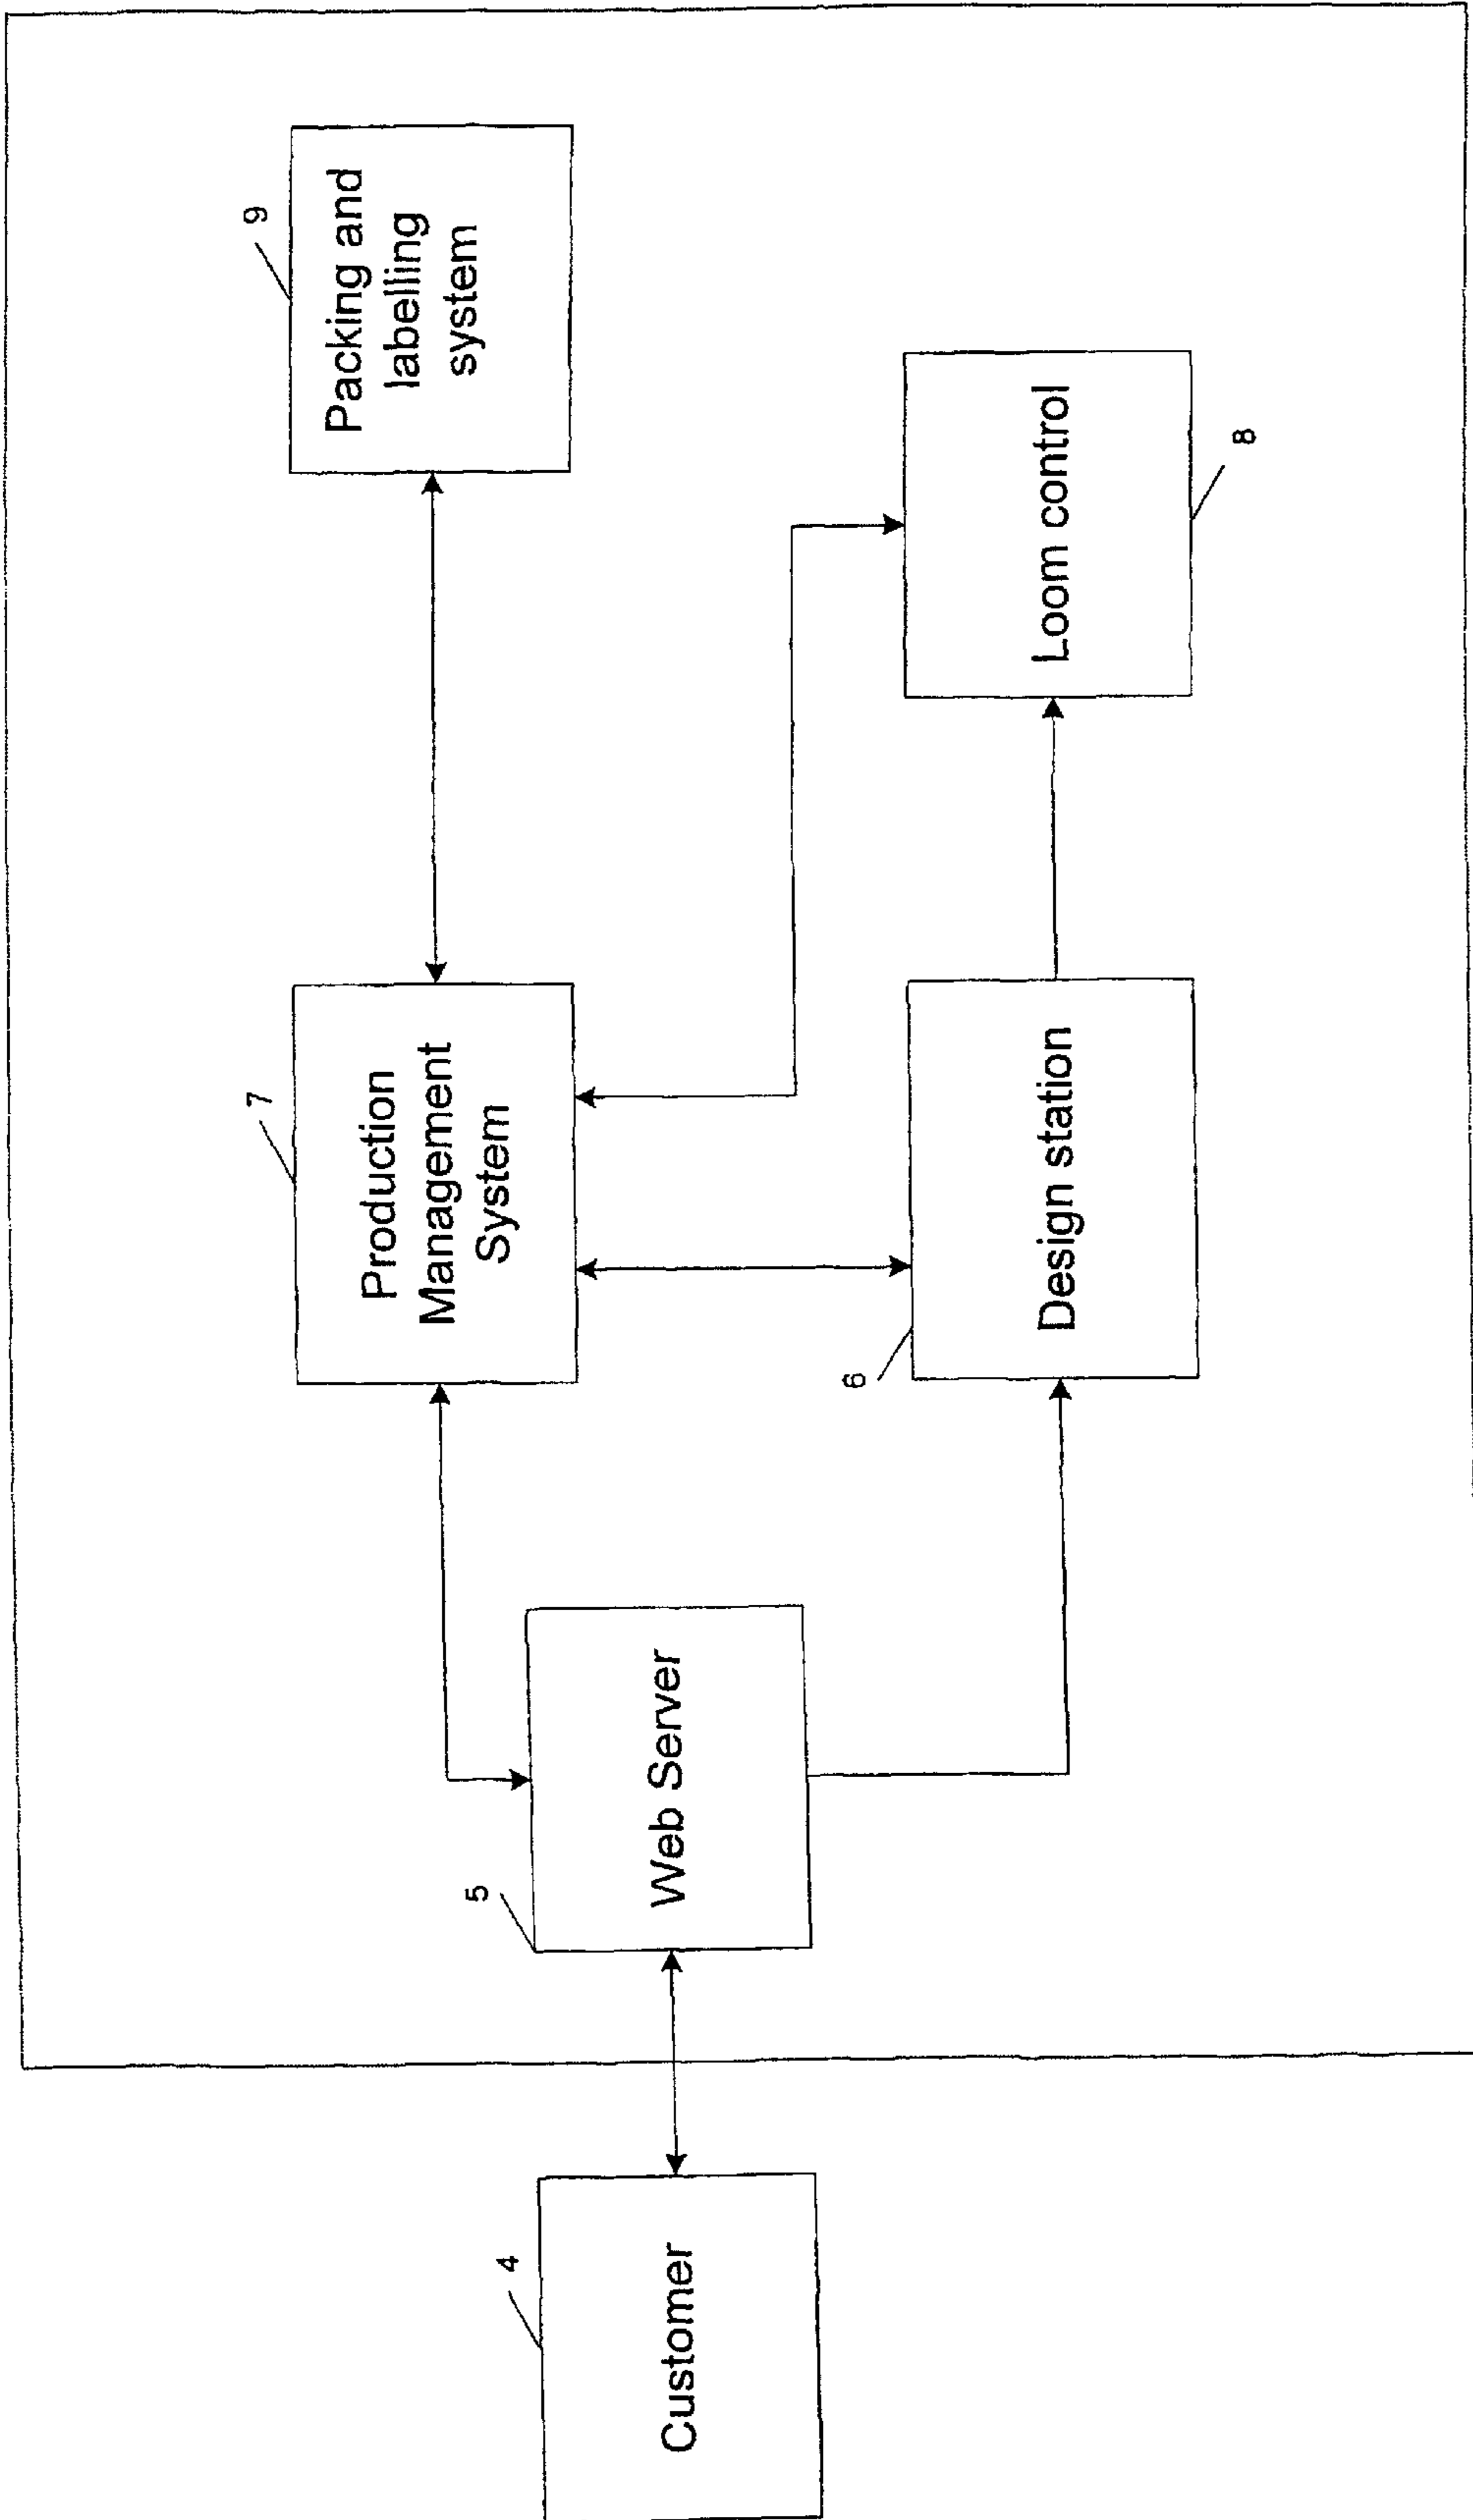 4
Customer
5
Web Server
7
Production
Management
System
6
Design station
9
Packing and
labelling
system
Loom control
8